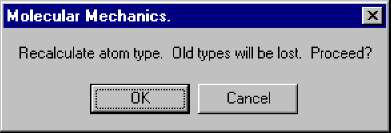 Molecular Mechanics.
Recalculate atom type.  Old types will be lost.  Proceed?
OK
Cancel